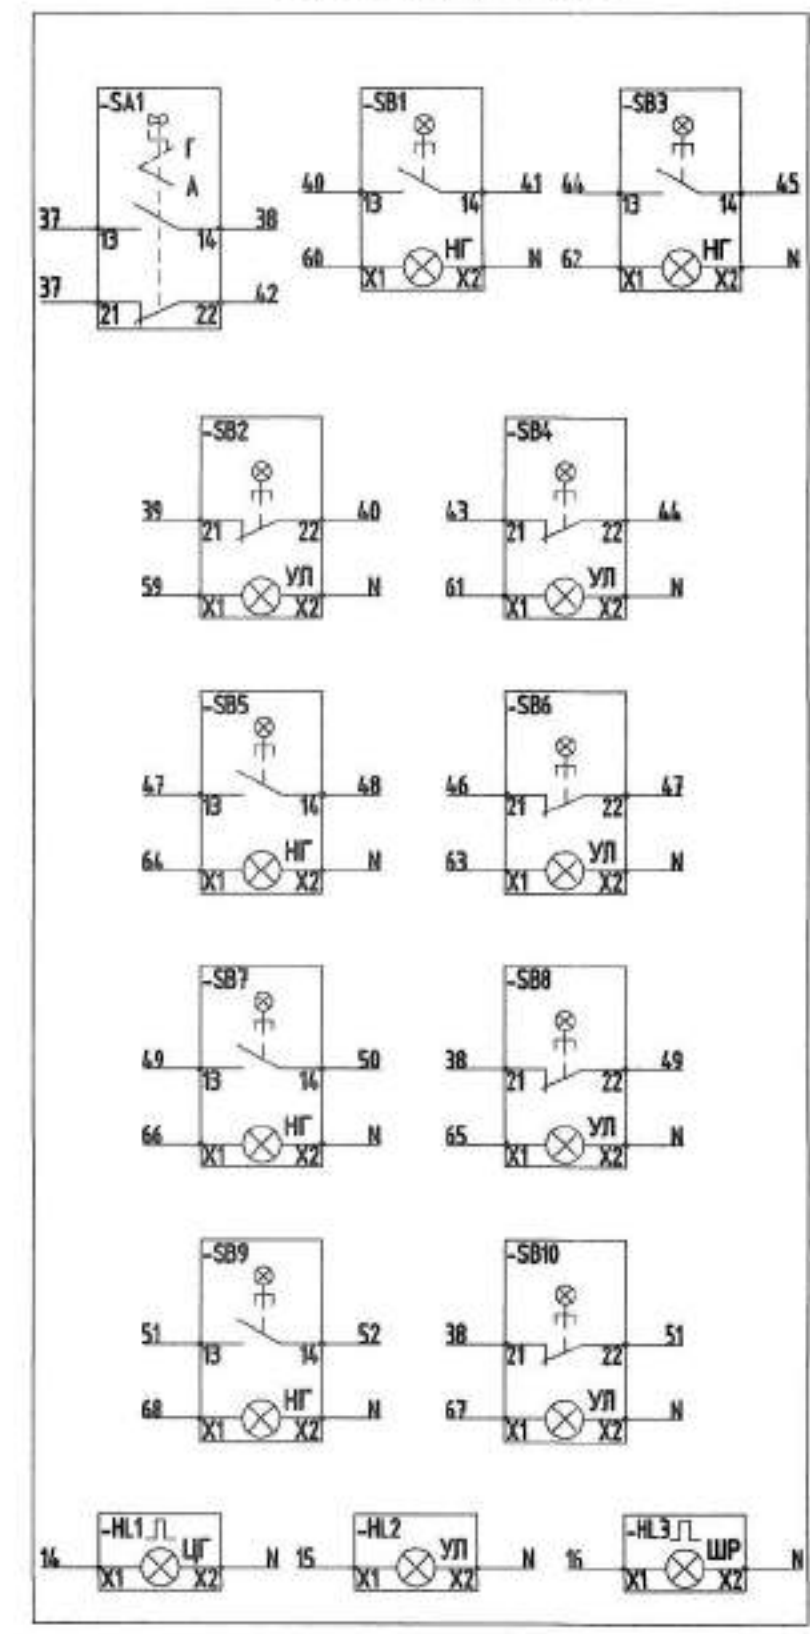 -SA1 -SB1 -SB3
Г
А
40 13 14 41 44 13 14 45
37 13 14 38
60 НГ N 62 НГ N
X1 X2 X1 X2
37 21 22 42
-SB2 -SB4
39 21 22 40 43 21 22 44
59 УЛ N 61 УЛ N
X1 X2 X1 X2
-SB5 -SB6
47 13 14 48 46 21 22 47
64 НГ N 63 УЛ N
X1 X2 X1 X2
-SB7 -SB8
49 13 14 50 38 21 22 49
66 НГ N 65 УЛ N
X1 X2 X1 X2
-SB9 -SB10
51 13 14 52 38 21 22 51
68 НГ N 67 УЛ N
X1 X2 X1 X2
-HL1 -HL2 -HL3
14 ЦГ N 15 УЛ N 16 ШР N
X1 X2 X1 X2 X1 X2